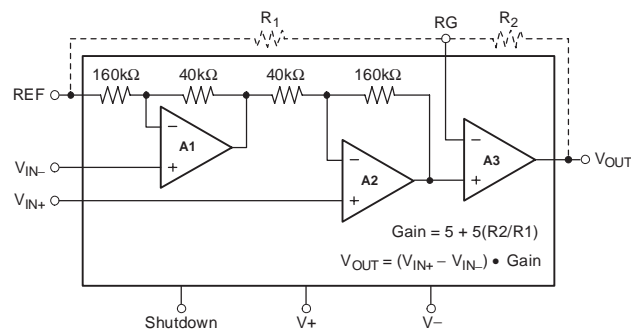 R1 R2
RG
160kΩ 40kΩ 40kΩ 160kΩ
REF
− A1 +
− A2 +
− A3 +
VIN−
VIN+
VOUT
Gain = 5 + 5(R2/R1)
VOUT = (VIN+ − VIN−) • Gain
Shutdown V+ V−